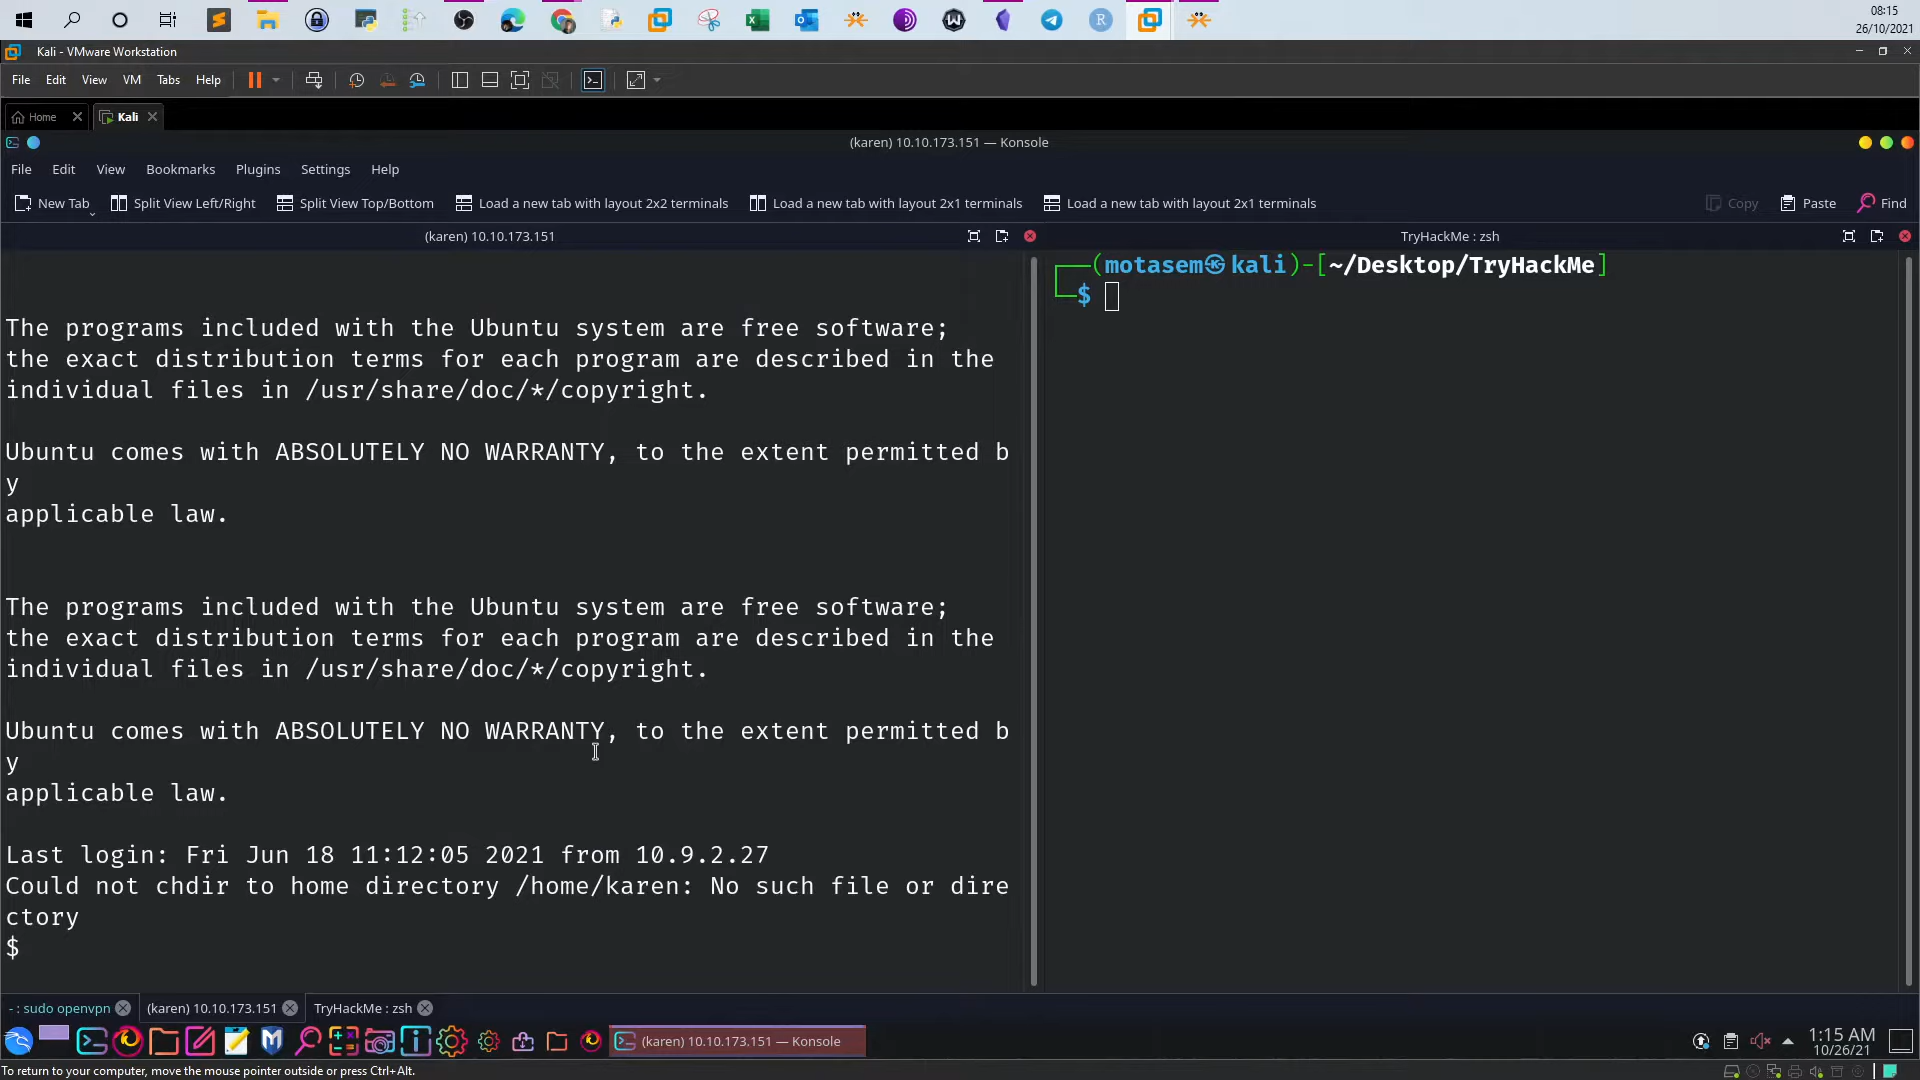 08:15
26/10/2021
Kali - VMware Workstation
File Edit View VM Tabs Help
Home
Kali
(karen) 10.10.173.151 — Konsole
File Edit View Bookmarks Plugins Settings Help
New Tab Split View Left/Right Split View Top/Bottom Load a new tab with layout 2x2 terminals Load a new tab with layout 2x1 terminals Load a new tab with layout 2x1 terminals Copy Paste Find
(karen) 10.10.173.151
TryHackMe : zsh
The programs included with the Ubuntu system are free software;
the exact distribution terms for each program are described in the
individual files in /usr/share/doc/*/copyright.
Ubuntu comes with ABSOLUTELY NO WARRANTY, to the extent permitted b
y
applicable law.
The programs included with the Ubuntu system are free software;
the exact distribution terms for each program are described in the
individual files in /usr/share/doc/*/copyright.
Ubuntu comes with ABSOLUTELY NO WARRANTY, to the extent permitted b
y
applicable law.
Last login: Fri Jun 18 11:12:05 2021 from 10.9.2.27
Could not chdir to home directory /home/karen: No such file or dire
ctory
$
(motasem㉿kali)-[~/Desktop/TryHackMe]
$
- : sudo openvpn
(karen) 10.10.173.151
TryHackMe : zsh
(karen) 10.10.173.151 — Konsole
1:15 AM
10/26/21
To return to your computer, move the mouse pointer outside or press Ctrl+Alt.